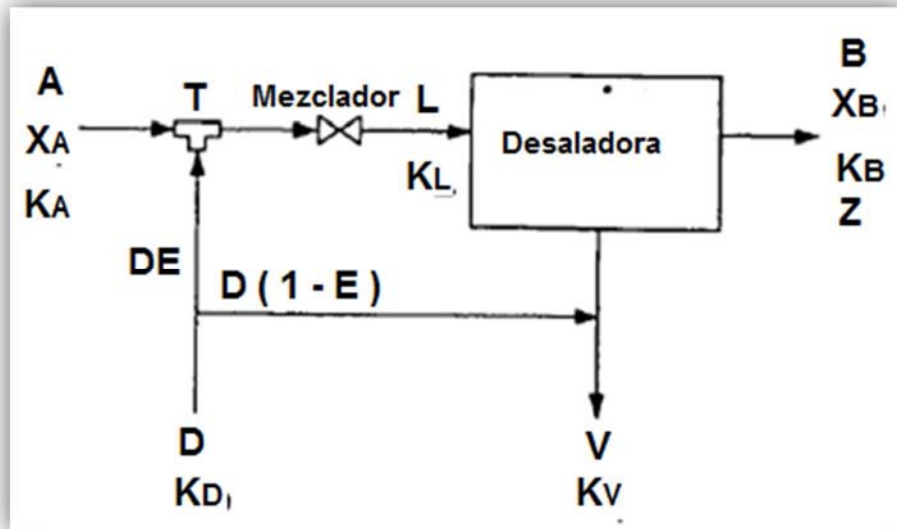 A
XA
KA
T
Mezclador
L
KL
Desaladora
B
XB
KB
Z
DE
D ( 1 - E )
D
KD
V
KV